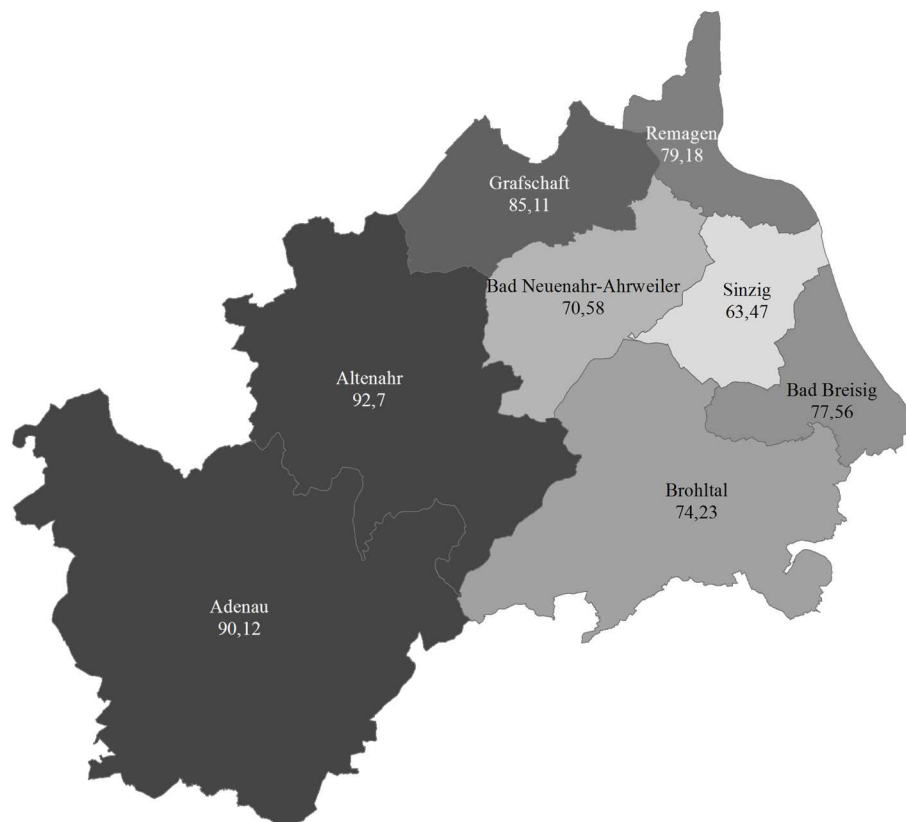 Remagen
79,18
Grafschaft
85,11
Bad Neuenahr-Ahrweiler
70,58
Sinzig
63,47
Altenahr
92,7
Bad Breisig
77,56
Brohltal
74,23
Adenau
90,12